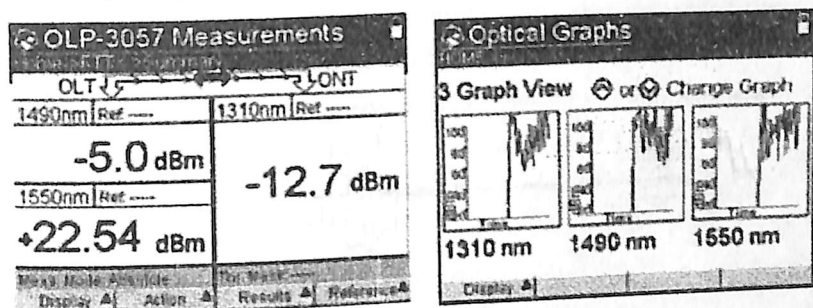 OLP-3057 Measurements
OLT ONT
1490nm Ref ----
-5.0 dBm
1550nm Ref ----
+22.54 dBm
1310nm Ref ----
-12.7 dBm
Display Action Results Reference
Optical Graphs
HOME
3 Graph View or Change Graph
Time Time Time
1310 nm 1490 nm 1550 nm
Display